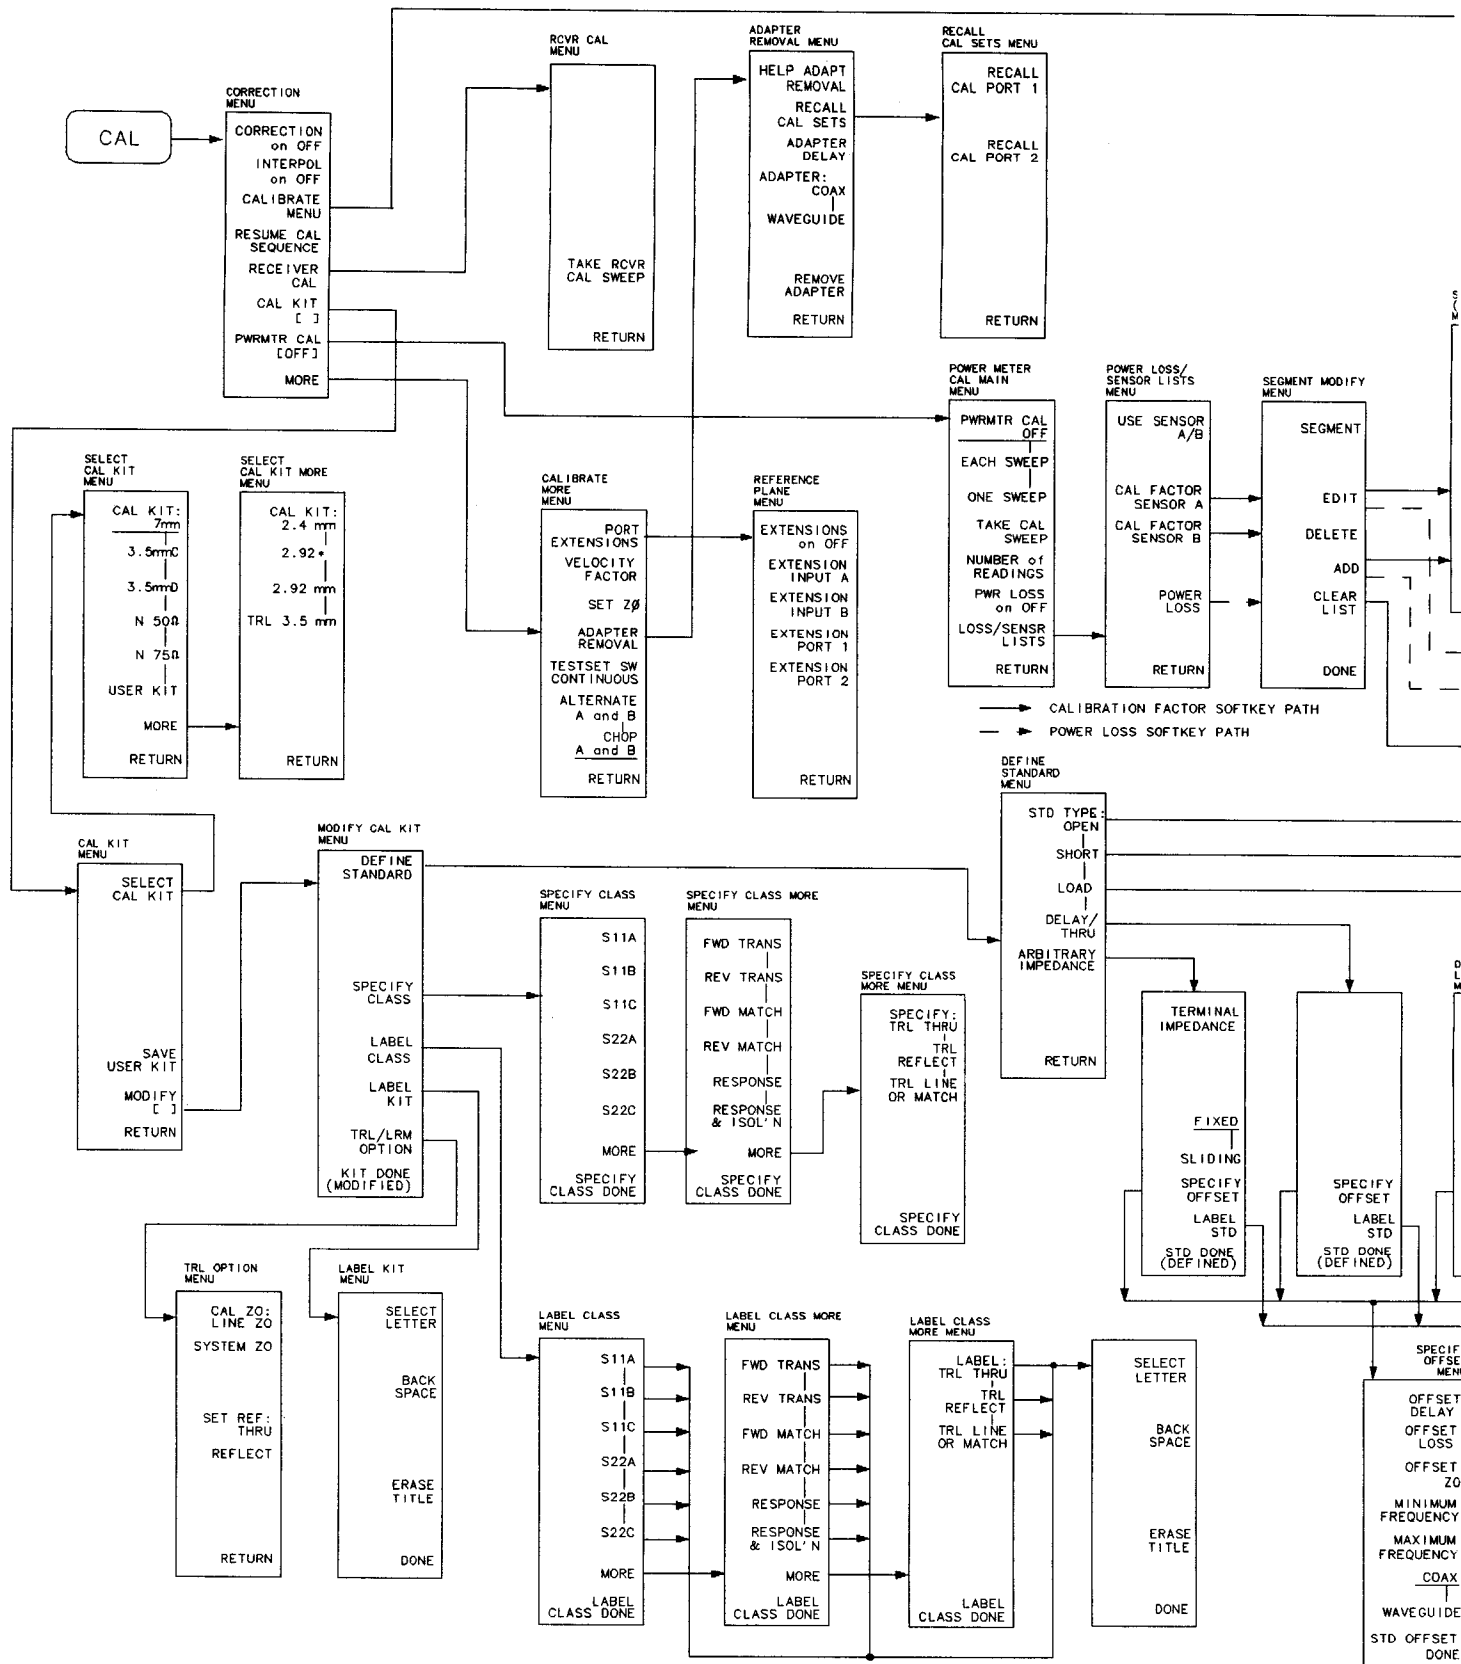 CAL
CORRECTION
MENU
CORRECTION
on OFF
INTERPOL
on OFF
CALIBRATE
MENU
RESUME CAL
SEQUENCE
RECEIVER
CAL
CAL KIT
[ ]
PWRMTR CAL
[OFF]
MORE
RCVR CAL
MENU
TAKE RCVR
CAL SWEEP
RETURN
ADAPTER
REMOVAL MENU
HELP ADAPT
REMOVAL
RECALL
CAL SETS
ADAPTER
DELAY
ADAPTER:
COAX
WAVEGUIDE
REMOVE
ADAPTER
RETURN
RECALL
CAL SETS MENU
RECALL
CAL PORT 1
RECALL
CAL PORT 2
RETURN
SELECT
CAL KIT
MENU
CAL KIT:
7mm
3.5mmC
3.5mmD
N 50Ω
N 75Ω
USER KIT
MORE
RETURN
SELECT
CAL KIT MORE
MENU
CAL KIT:
2.4 mm
2.92*
2.92 mm
TRL 3.5 mm
RETURN
CALIBRATE
MORE
MENU
PORT
EXTENSIONS
VELOCITY
FACTOR
SET ZØ
ADAPTER
REMOVAL
TESTSET SW
CONTINUOUS
ALTERNATE
A and B
CHOP
A and B
RETURN
REFERENCE
PLANE
MENU
EXTENSIONS
on OFF
EXTENSION
INPUT A
EXTENSION
INPUT B
EXTENSION
PORT 1
EXTENSION
PORT 2
RETURN
POWER METER
CAL MAIN
MENU
PWRMTR CAL
OFF
EACH SWEEP
ONE SWEEP
TAKE CAL
SWEEP
NUMBER of
READINGS
PWR LOSS
on OFF
LOSS/SENSR
LISTS
RETURN
POWER LOSS/
SENSOR LISTS
MENU
USE SENSOR
A/B
CAL FACTOR
SENSOR A
CAL FACTOR
SENSOR B
POWER
LOSS
RETURN
SEGMENT MODIFY
MENU
SEGMENT
EDIT
DELETE
ADD
CLEAR
LIST
DONE
S
(
M
CALIBRATION FACTOR SOFTKEY PATH
POWER LOSS SOFTKEY PATH
CAL KIT
MENU
SELECT
CAL KIT
SAVE
USER KIT
MODIFY
[ ]
RETURN
MODIFY CAL KIT
MENU
DEFINE
STANDARD
SPECIFY
CLASS
LABEL
CLASS
LABEL
KIT
TRL/LRM
OPTION
KIT DONE
(MODIFIED)
SPECIFY CLASS
MENU
S11A
S11B
S11C
S22A
S22B
S22C
MORE
SPECIFY
CLASS DONE
SPECIFY CLASS MORE
MENU
FWD TRANS
REV TRANS
FWD MATCH
REV MATCH
RESPONSE
RESPONSE
& ISOL'N
MORE
SPECIFY
CLASS DONE
SPECIFY CLASS
MORE MENU
SPECIFY:
TRL THRU
TRL
REFLECT
TRL LINE
OR MATCH
SPECIFY
CLASS DONE
DEFINE
STANDARD
MENU
STD TYPE:
OPEN
SHORT
LOAD
DELAY/
THRU
ARBITRARY
IMPEDANCE
RETURN
TERMINAL
IMPEDANCE
FIXED
SLIDING
SPECIFY
OFFSET
LABEL
STD
STD DONE
(DEFINED)
SPECIFY
OFFSET
LABEL
STD
STD DONE
(DEFINED)
D
L
M
TRL OPTION
MENU
CAL ZO:
LINE ZO
SYSTEM ZO
SET REF:
THRU
REFLECT
RETURN
LABEL KIT
MENU
SELECT
LETTER
BACK
SPACE
ERASE
TITLE
DONE
LABEL CLASS
MENU
S11A
S11B
S11C
S22A
S22B
S22C
MORE
LABEL
CLASS DONE
LABEL CLASS MORE
MENU
FWD TRANS
REV TRANS
FWD MATCH
REV MATCH
RESPONSE
RESPONSE
& ISOL'N
MORE
LABEL
CLASS DONE
LABEL CLASS
MORE MENU
LABEL:
TRL THRU
TRL
REFLECT
TRL LINE
OR MATCH
LABEL
CLASS DONE
SELECT
LETTER
BACK
SPACE
ERASE
TITLE
DONE
SPECIF
OFFSE
MENU
OFFSET
DELAY
OFFSET
LOSS
OFFSET
ZO
MINIMUM
FREQUENCY
MAXIMUM
FREQUENCY
COAX
WAVEGUIDE
STD OFFSET
DONE